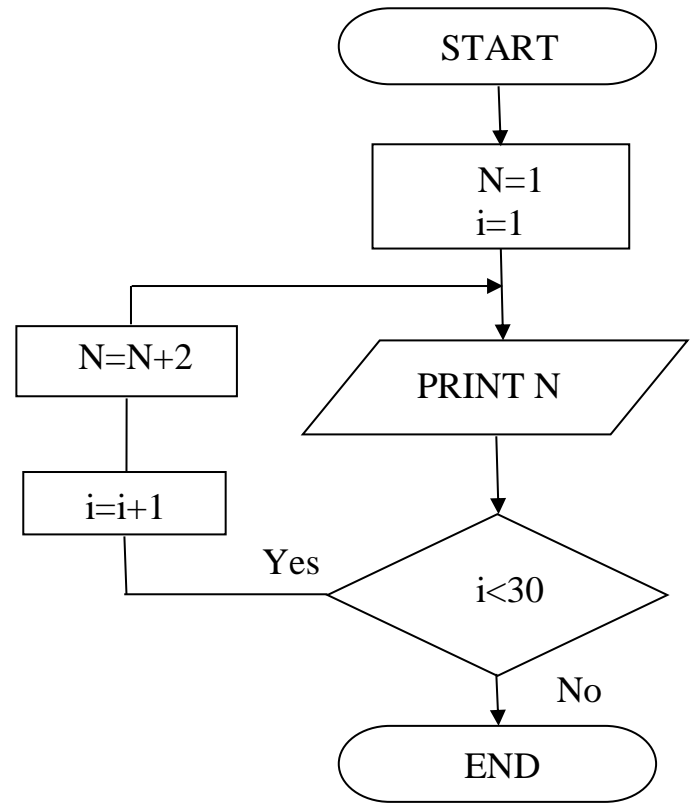 START
N=1
i=1
N=N+2
PRINT N
i=i+1
Yes
i<30
No
END